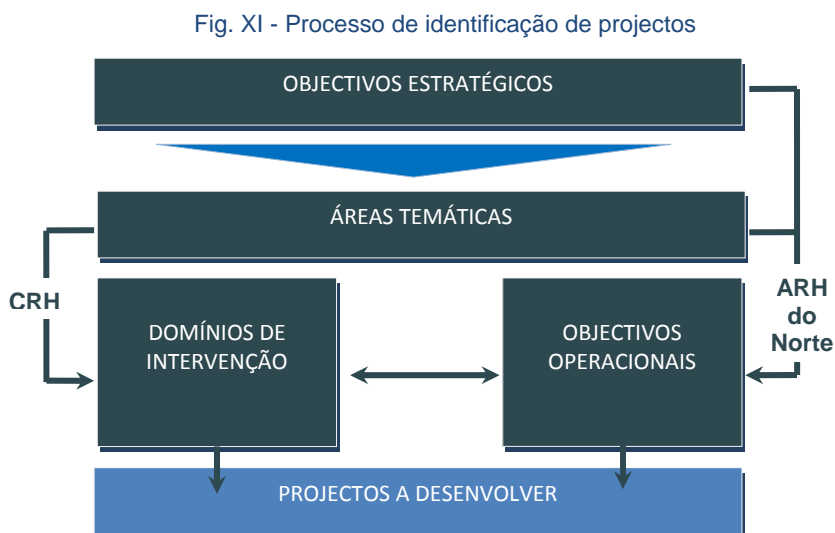 Fig. XI - Processo de identificação de projectos
OBJECTIVOS ESTRATÉGICOS
ÁREAS TEMÁTICAS
CRH
ARH
do
Norte
DOMÍNIOS DE
INTERVENÇÃO
OBJECTIVOS
OPERACIONAIS
PROJECTOS A DESENVOLVER